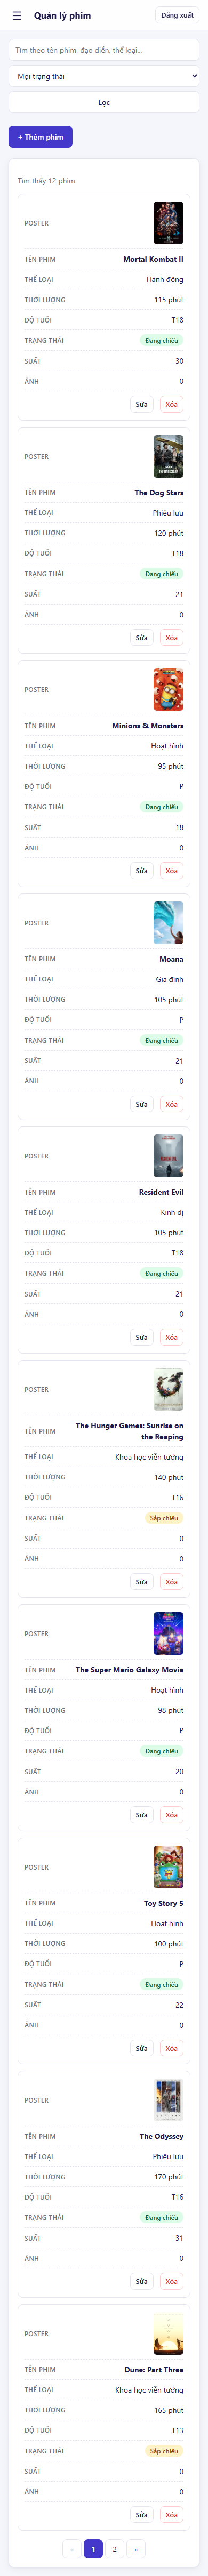 ☰ Quản lý phim Đăng xuất
Tìm theo tên phim, đạo diễn, thể loại...
Mọi trạng thái
Lọc
+ Thêm phim
Tìm thấy 12 phim
POSTER
TÊN PHIM Mortal Kombat II
THỂ LOẠI Hành động
THỜI LƯỢNG 115 phút
ĐỘ TUỔI T18
TRẠNG THÁI Đang chiếu
SUẤT 30
ẢNH 0
Sửa Xóa
POSTER
TÊN PHIM The Dog Stars
THỂ LOẠI Phiêu lưu
THỜI LƯỢNG 120 phút
ĐỘ TUỔI T18
TRẠNG THÁI Đang chiếu
SUẤT 21
ẢNH 0
Sửa Xóa
POSTER
TÊN PHIM Minions & Monsters
THỂ LOẠI Hoạt hình
THỜI LƯỢNG 95 phút
ĐỘ TUỔI P
TRẠNG THÁI Đang chiếu
SUẤT 18
ẢNH 0
Sửa Xóa
POSTER
TÊN PHIM Moana
THỂ LOẠI Gia đình
THỜI LƯỢNG 105 phút
ĐỘ TUỔI P
TRẠNG THÁI Đang chiếu
SUẤT 21
ẢNH 0
Sửa Xóa
POSTER
TÊN PHIM Resident Evil
THỂ LOẠI Kinh dị
THỜI LƯỢNG 105 phút
ĐỘ TUỔI T18
TRẠNG THÁI Đang chiếu
SUẤT 21
ẢNH 0
Sửa Xóa
POSTER
TÊN PHIM The Hunger Games: Sunrise on
the Reaping
THỂ LOẠI Khoa học viễn tưởng
THỜI LƯỢNG 140 phút
ĐỘ TUỔI T16
TRẠNG THÁI Sắp chiếu
SUẤT 0
ẢNH 0
Sửa Xóa
POSTER
TÊN PHIM The Super Mario Galaxy Movie
THỂ LOẠI Hoạt hình
THỜI LƯỢNG 98 phút
ĐỘ TUỔI P
TRẠNG THÁI Đang chiếu
SUẤT 20
ẢNH 0
Sửa Xóa
POSTER
TÊN PHIM Toy Story 5
THỂ LOẠI Hoạt hình
THỜI LƯỢNG 100 phút
ĐỘ TUỔI P
TRẠNG THÁI Đang chiếu
SUẤT 22
ẢNH 0
Sửa Xóa
POSTER
TÊN PHIM The Odyssey
THỂ LOẠI Phiêu lưu
THỜI LƯỢNG 170 phút
ĐỘ TUỔI T16
TRẠNG THÁI Đang chiếu
SUẤT 31
ẢNH 0
Sửa Xóa
POSTER
TÊN PHIM Dune: Part Three
THỂ LOẠI Khoa học viễn tưởng
THỜI LƯỢNG 165 phút
ĐỘ TUỔI T13
TRẠNG THÁI Sắp chiếu
SUẤT 0
ẢNH 0
Sửa Xóa
« 1 2 »